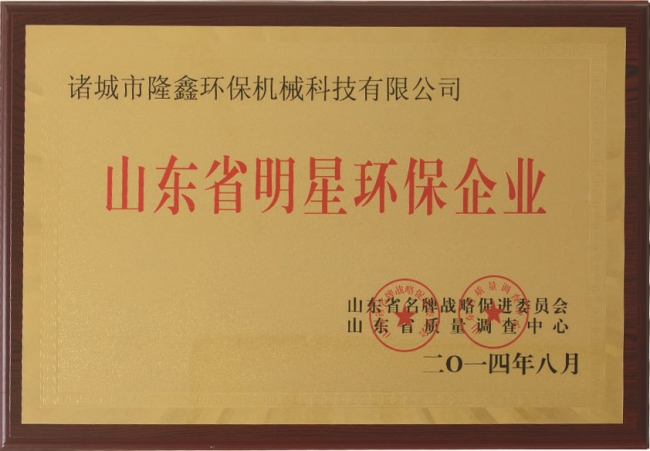 诸城市隆鑫环保机械科技有限公司
山东省明星环保企业
山东省名牌战略促进委员会
山东省质量调查中心
二O一四年八月